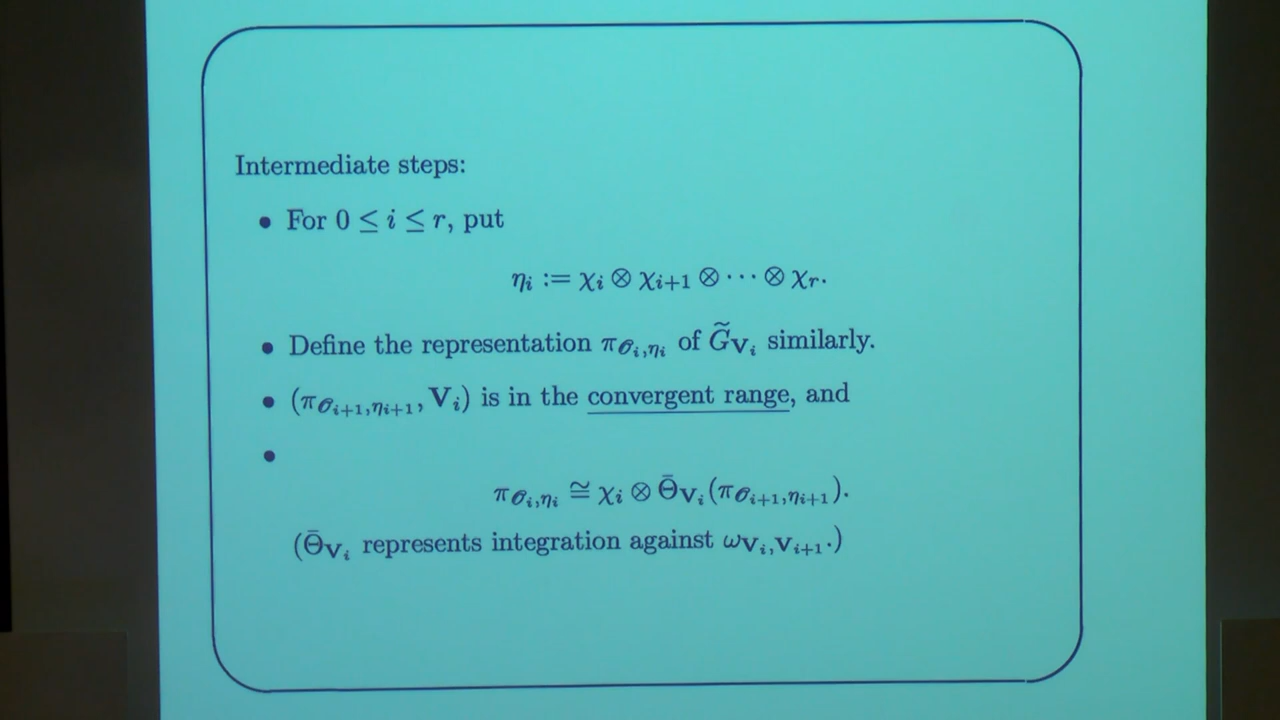 Intermediate steps:
• For 0 ≤ i ≤ r, put
η_i := χ_i ⊗ χ_{i+1} ⊗ ⋯ ⊗ χ_r.
• Define the representation π_{𝒪_i,η_i} of G̃_{𝐕_i} similarly.
• (π_{𝒪_{i+1},η_{i+1}}, 𝐕_i) is in the convergent range, and
•
π_{𝒪_i,η_i} ≅ χ_i ⊗ Θ̄_{𝐕_i}(π_{𝒪_{i+1},η_{i+1}}).
(Θ̄_{𝐕_i} represents integration against ω_{𝐕_i,𝐕_{i+1}}.)